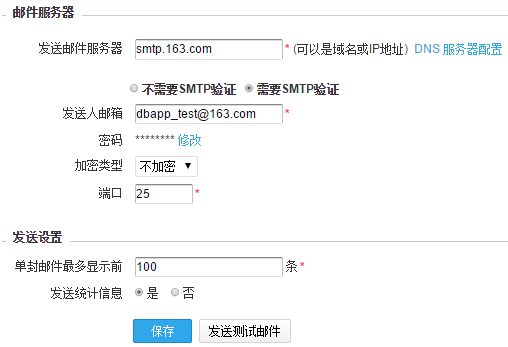 邮件服务器
发送邮件服务器 smtp.163.com * (可以是域名或IP地址) DNS 服务器配置
不需要SMTP验证 需要SMTP验证
发送人邮箱 dbapp_test@163.com *
密码 ******** 修改
加密类型 不加密 ▼
端口 25 *
发送设置
单封邮件最多显示前 100 条 *
发送统计信息 是 否
保存 发送测试邮件